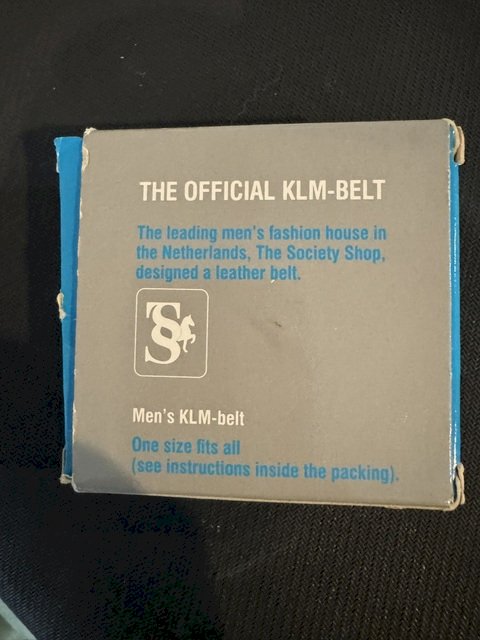 THE OFFICIAL KLM-BELT
The leading men's fashion house in
the Netherlands, The Society Shop,
designed a leather belt.
TSS
Men's KLM-belt
One size fits all
(see instructions inside the packing).